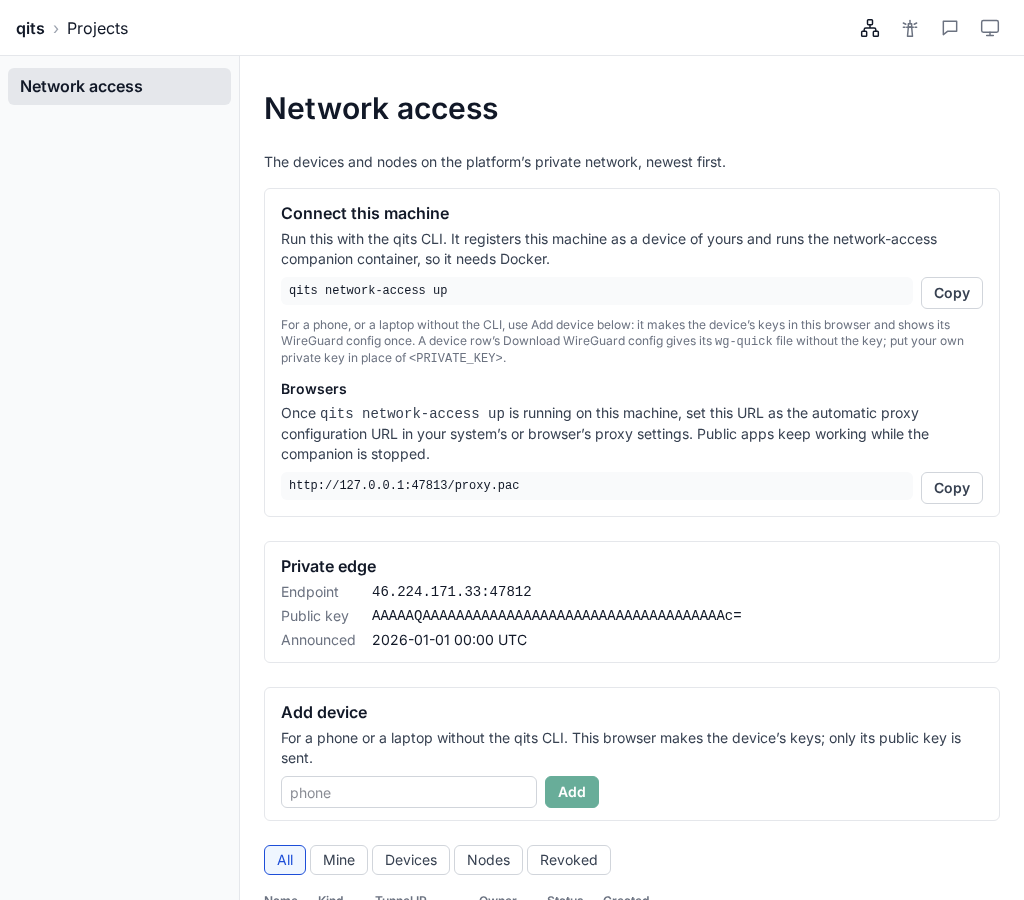 qits › Projects
Network access
Network access
The devices and nodes on the platform’s private network, newest first.
Connect this machine
Run this with the qits CLI. It registers this machine as a device of yours and runs the network-access
companion container, so it needs Docker.
qits network-access up
Copy
For a phone, or a laptop without the CLI, use Add device below: it makes the device’s keys in this browser and shows its
WireGuard config once. A device row’s Download WireGuard config gives its wg-quick file without the key; put your own
private key in place of <PRIVATE_KEY>.
Browsers
Once qits network-access up is running on this machine, set this URL as the automatic proxy
configuration URL in your system’s or browser’s proxy settings. Public apps keep working while the
companion is stopped.
http://127.0.0.1:47813/proxy.pac
Copy
Private edge
Endpoint 46.224.171.33:47812
Public key AAAAAQAAAAAAAAAAAAAAAAAAAAAAAAAAAAAAAAAAAAc=
Announced 2026-01-01 00:00 UTC
Add device
For a phone or a laptop without the qits CLI. This browser makes the device’s keys; only its public key is
sent.
phone
Add
All Mine Devices Nodes Revoked
Name Kind Tunnel IP Owner Status Created